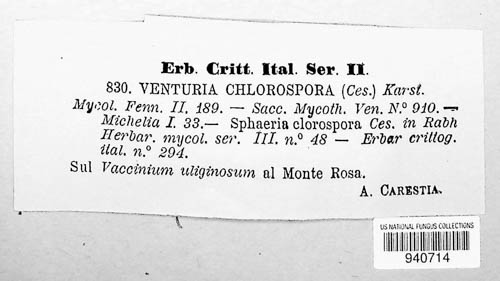 Erb. Critt. Ital. Ser. II.
830. VENTURIA CHLOROSPORA (Ces.) Karst.
Mycol. Fenn. II. 189. — Sacc. Mycoth. Ven. N.º 910. —
Michelia I. 33. — Sphaeria clorospora Ces. in Rabh
Herbar. mycol. ser. III. n.º 48 — Erbar crittog.
ital. n.º 294.
Sul Vaccinium uliginosum al Monte Rosa.
A. CARESTIA.
US NATIONAL FUNGUS COLLECTIONS
940714